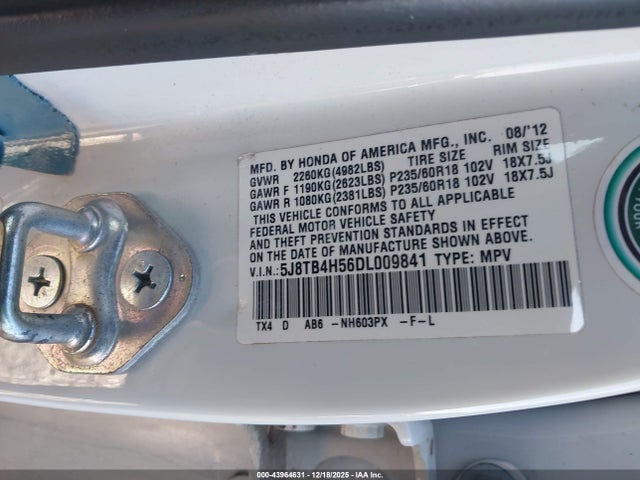 MFD. BY HONDA OF AMERICA MFG., INC. 08/'12
GVWR 2260KG(4982LBS) TIRE SIZE RIM SIZE
GAWR F 1190KG(2623LBS) P235/60R18 102V 18X7.5J
GAWR R 1080KG(2381LBS) P235/60R18 102V 18X7.5J
THIS VEHICLE CONFORMS TO ALL APPLICABLE
FEDERAL MOTOR VEHICLE SAFETY
AND THEFT PREVENTION STANDARDS IN EFFECT
ON THE DATE OF MANUFACTURE SHOWN ABOVE.
V.I.N.:5J8TB4H56DL009841 TYPE: MPV
TX4 D AB6 -NH603PX -F-L
000-43964631 - 12/18/2025 - IAAI, INC.